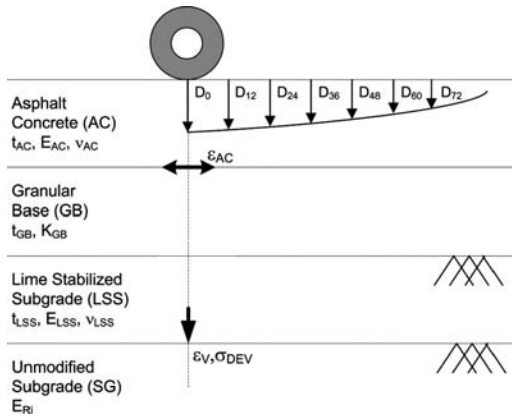 D0 D12 D24 D36 D48 D60 D72
Asphalt
Concrete (AC)
tAC, EAC, νAC
εAC
Granular
Base (GB)
tGB, KGB
Lime Stabilized
Subgrade (LSS)
tLSS, ELSS, νLSS
εV,σDEV
Unmodified
Subgrade (SG)
ERi